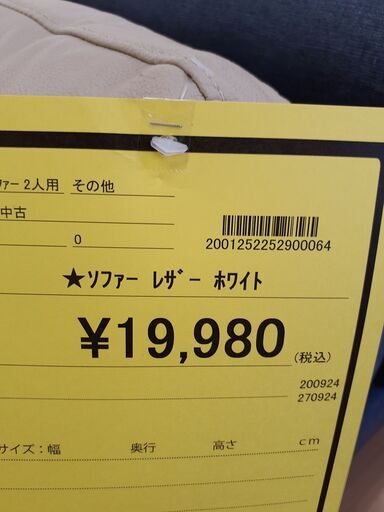 ファー 2人用 その他
中古
0
2001252252900064
★ソファー レザー ホワイト
¥19,980
(税込)
200924
270924
サイズ：幅 奥行 高さ cm